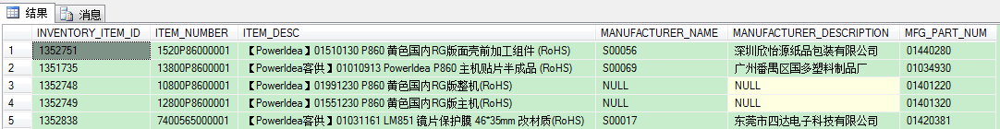 结果 消息
INVENTORY_ITEM_ID ITEM_NUMBER ITEM_DESC MANUFACTURER_NAME MANUFACTURER_DESCRIPTION MFG_PART_NUM
1 1352751 1520P86000001 【PowerIdea】01510130 P860 黄色国内RG版面壳前加工组件 (RoHS) S00056 深圳欣怡源纸品包装有限公司 01440280
2 1351735 13800P8600001 【PowerIdea客供】01010913 PowerIdea P860 主机贴片半成品 (RoHS) S00069 广州番禺区国多塑料制品厂 01034930
3 1352748 10800P8600001 【PowerIdea】01991230 P860 黄色国内RG版整机(RoHS) NULL NULL 01401220
4 1352749 12800P8600001 【PowerIdea】01551230 P860 黄色国内RG版主机(RoHS) NULL NULL 01401320
5 1352838 7400565000001 【PowerIdea客供】01031161 LM851 镜片保护膜 46*35mm 改材质(RoHS) S00017 东莞市四达电子科技有限公司 01420381